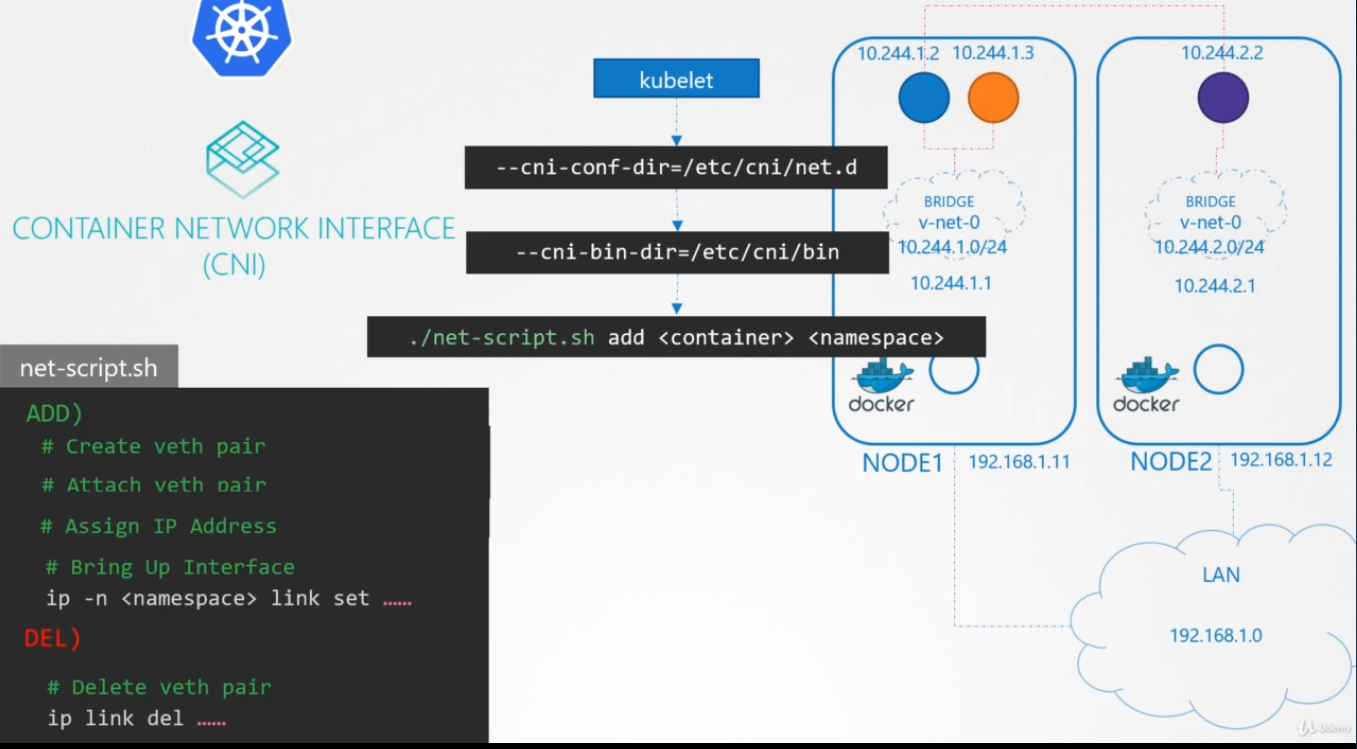 kubelet
--cni-conf-dir=/etc/cni/net.d
--cni-bin-dir=/etc/cni/bin
./net-script.sh add <container> <namespace>
CONTAINER NETWORK INTERFACE
(CNI)
net-script.sh
ADD)
# Create veth pair
# Attach veth pair
# Assign IP Address
# Bring Up Interface
ip -n <namespace> link set ......
DEL)
# Delete veth pair
ip link del ......
10.244.1.2 10.244.1.3
BRIDGE
v-net-0
10.244.1.0/24
10.244.1.1
docker
NODE1 192.168.1.11
10.244.2.2
BRIDGE
v-net-0
10.244.2.0/24
10.244.2.1
docker
NODE2 192.168.1.12
LAN
192.168.1.0
Udemy